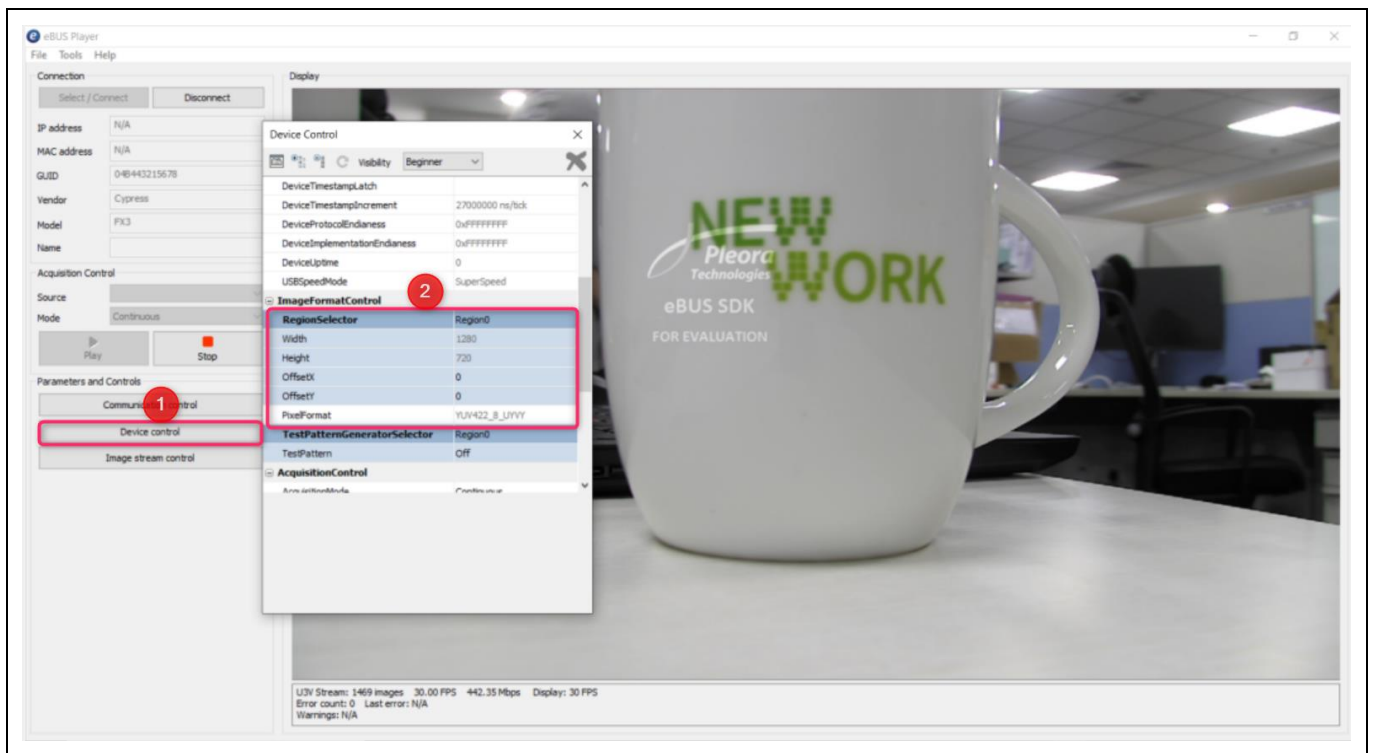 eBUS Player
File Tools Help
Connection
Select / Connect Disconnect
IP address N/A
MAC address N/A
GUID 04B443215678
Vendor Cypress
Model FX3
Name
Acquisition Control
Source
Mode Continuous
Play Stop
Parameters and Controls
1
Device control
Image stream control
Display
Device Control
Visibility Beginner
DeviceTimestampLatch
DeviceTimestampIncrement 27000000 ns/tick
DeviceProtocolEndianess 0xFFFFFFFF
DeviceImplementationEndianess 0xFFFFFFFF
DeviceUptime 0
USBSpeedMode SuperSpeed
2
ImageFormatControl
RegionSelector Region0
Width 1280
Height 720
OffsetX 0
OffsetY 0
PixelFormat YUV422_8_UYVY
TestPatternGeneratorSelector Region0
TestPattern Off
AcquisitionControl
AcquisitionMode Continuous
NEW
WORK
Pleora
Technologies
eBUS SDK
FOR EVALUATION
U3V Stream: 1469 images 30.00 FPS 442.35 Mbps Display: 30 FPS
Error count: 0 Last error: N/A
Warnings: N/A